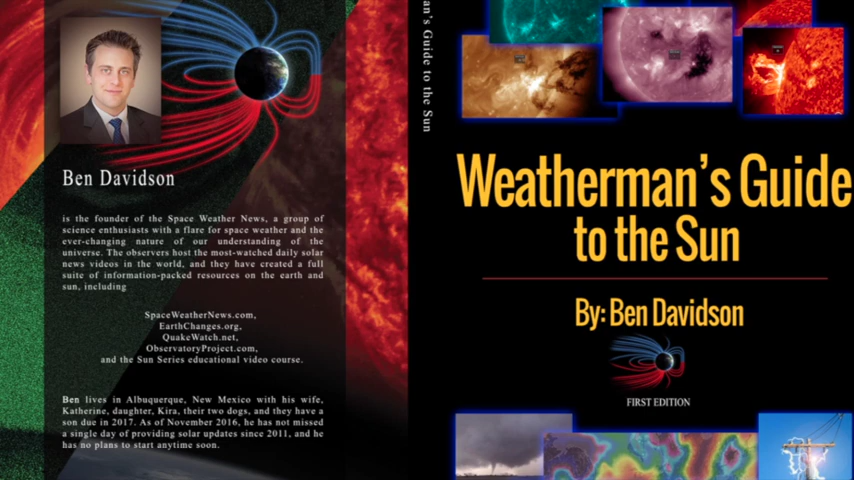 Ben Davidson
is the founder of the Space Weather News, a group of
science enthusiasts with a flare for space weather and the
ever-changing nature of our understanding of the
universe. The observers host the most-watched daily solar
news videos in the world, and they have created a full
suite of information-packed resources on the earth and
sun, including
SpaceWeatherNews.com,
EarthChanges.org,
QuakeWatch.net,
ObservatoryProject.com,
and the Sun Series educational video course.
Ben lives in Albuquerque, New Mexico with his wife,
Katherine, daughter, Kira, their two dogs, and they have a
son due in 2017. As of November 2016, he has not missed
a single day of providing solar updates since 2011, and he
has no plans to start anytime soon.
an's Guide to the Sun
Weatherman's Guide
to the Sun
By: Ben Davidson
FIRST EDITION